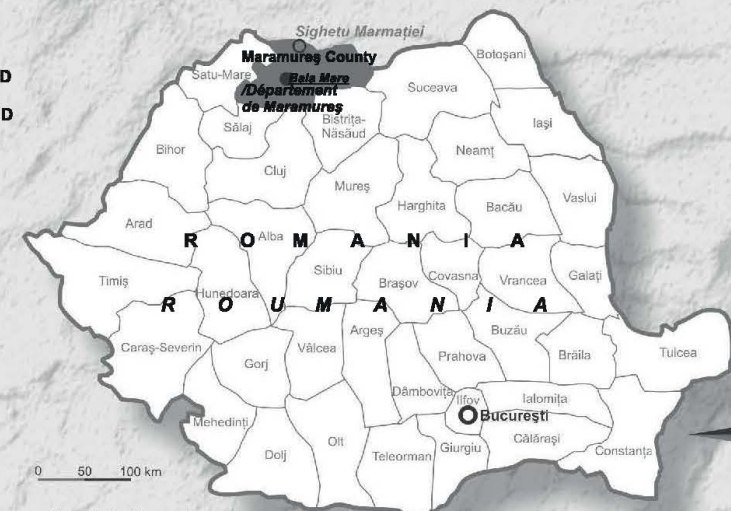 Sighetu Marmației
Botoșani
Maramureș County
D
Satu-Mare
Baia Mare
Suceava
/Département
de Maramureș
D
Sălaj
Bistrița-
Năsăud
Iași
Bihor
Neamț
Cluj
Mureș
Vaslui
Harghita
Bacău
Arad
Alba
R O M A N I A
Sibiu
Covasna
Timiș
Brașov
Vrancea
Galați
Hunedoara
R O U M A N I A
Argeș
Buzău
Caraș-Severin
Vâlcea
Prahova
Brăila
Tulcea
Gorj
Dâmbovița
Ilfov
Ialomița
București
Mehedinți
Olt
Călărași
Giurgiu
Constanța
Dolj
Teleorman
0 50 100 km